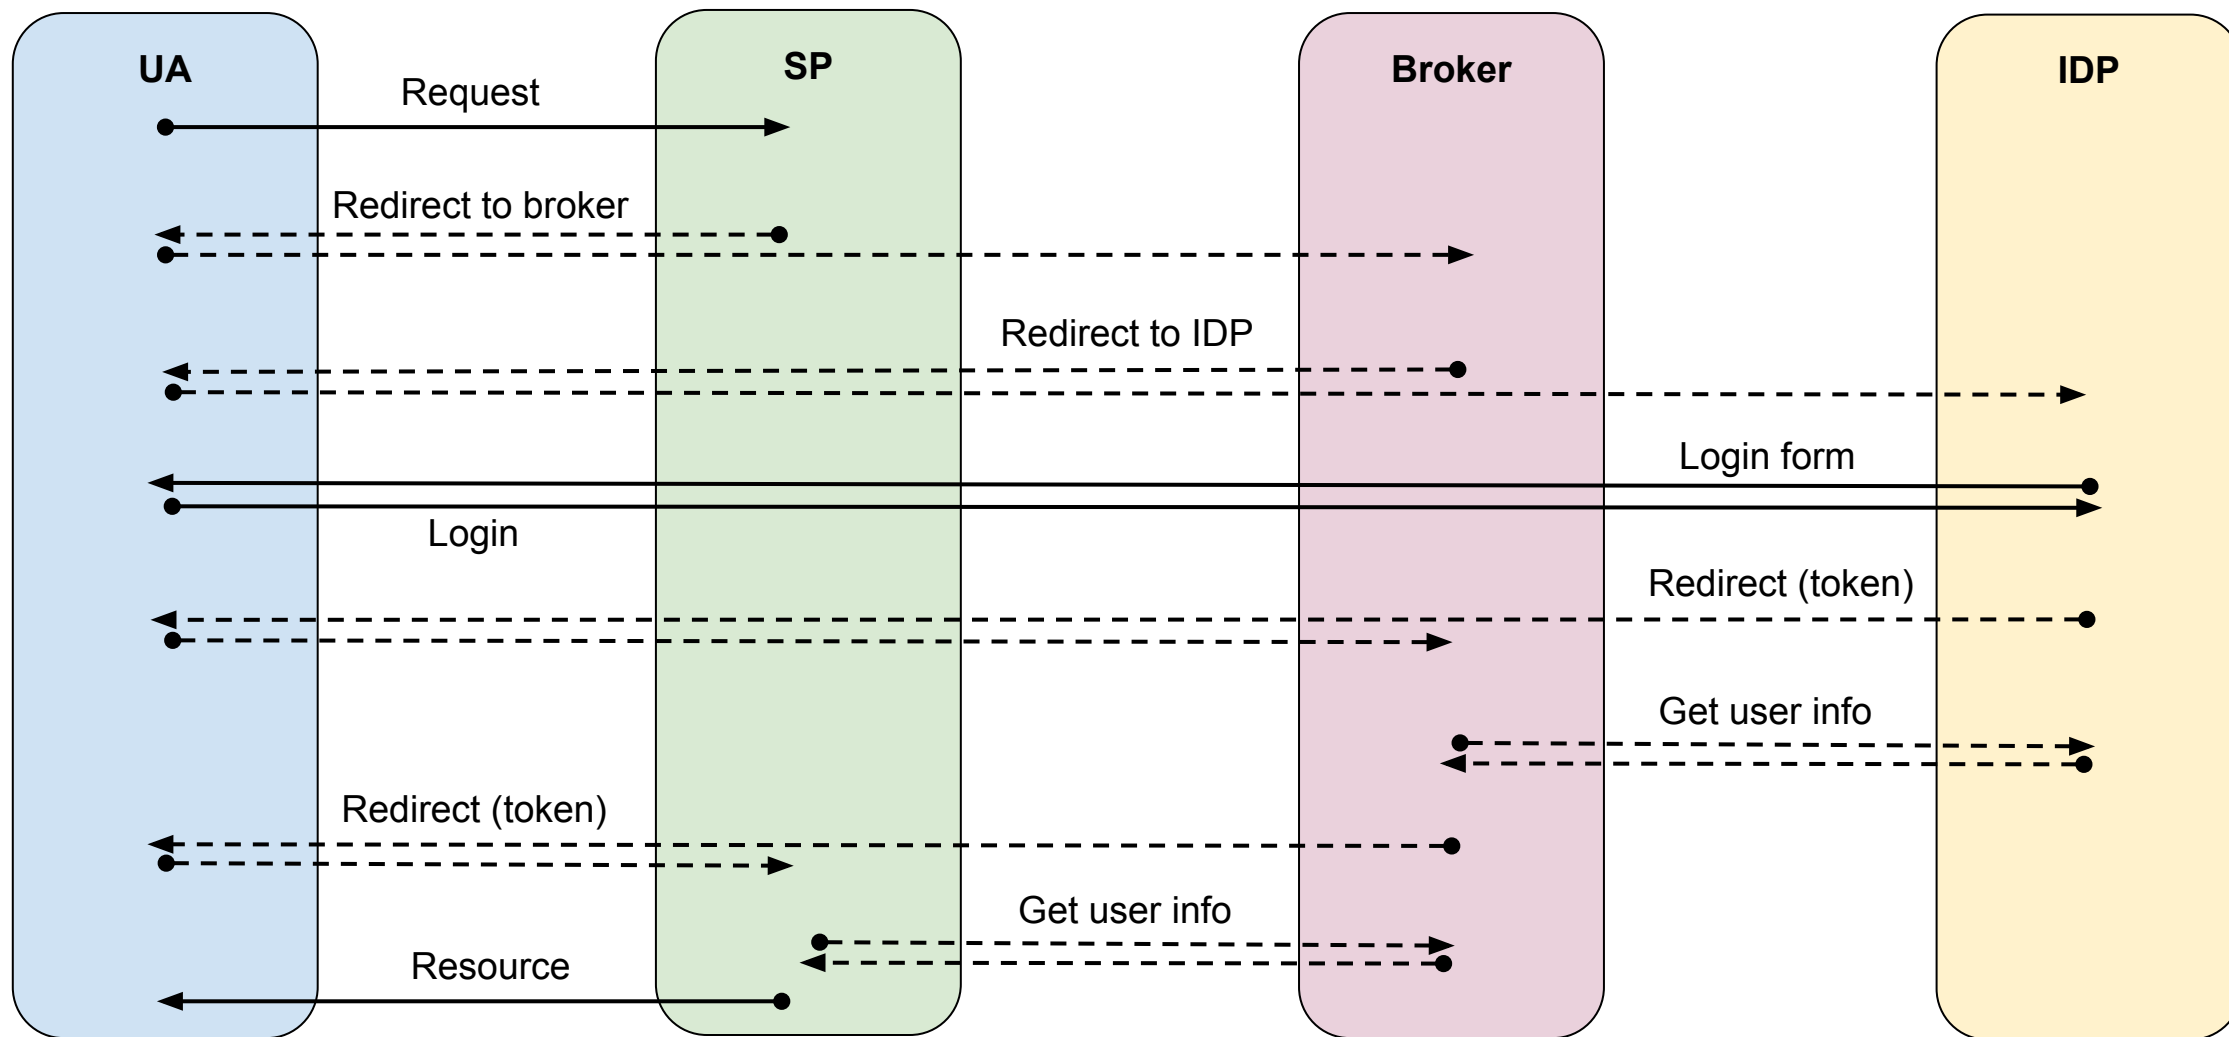 UA
SP
Broker
IDP
Request
Redirect to broker
Redirect to IDP
Login form
Login
Redirect (token)
Get user info
Redirect (token)
Get user info
Resource